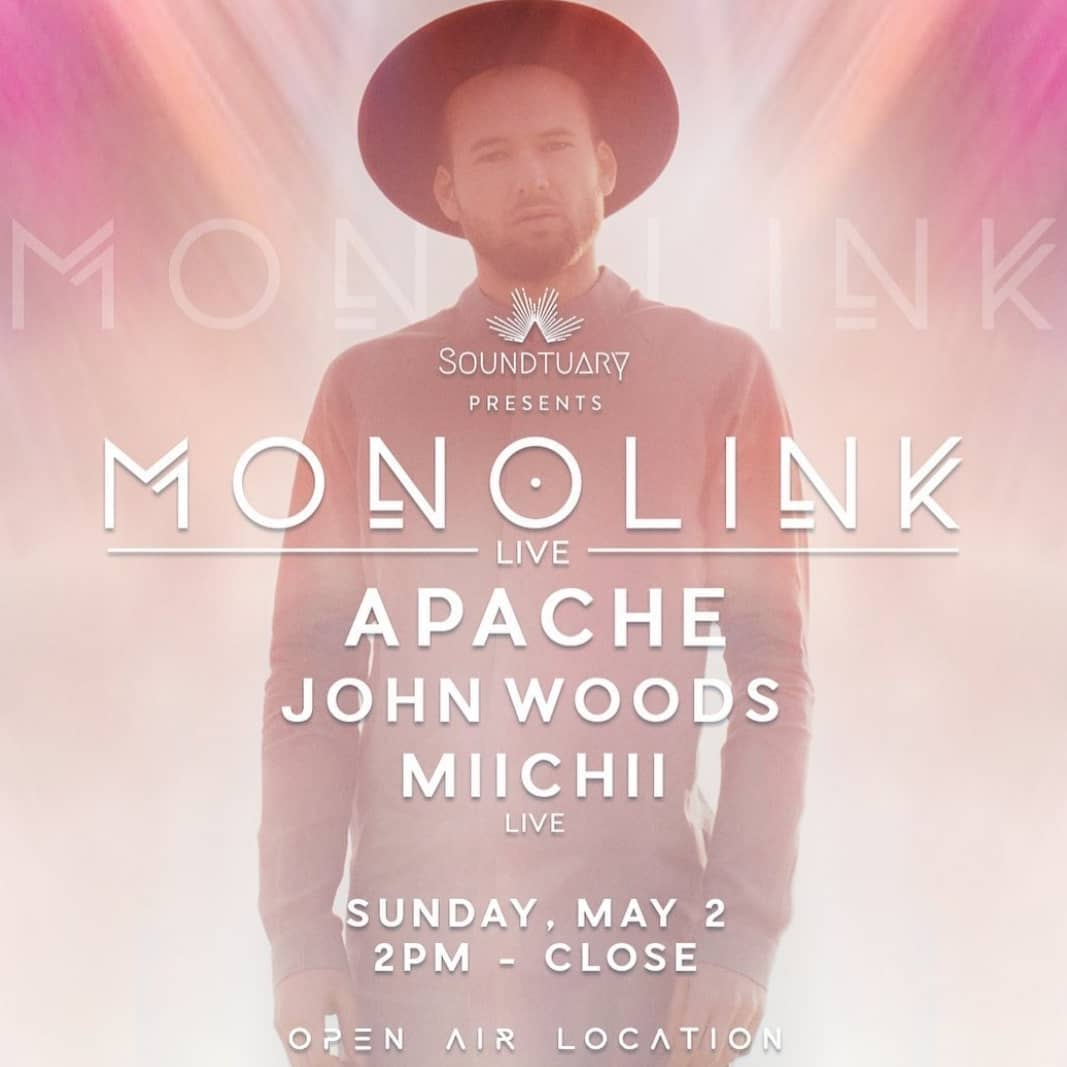 MONOLINK
SOUNDTUARY
PRESENTS
MONOLINK
LIVE
APACHE
JOHN WOODS
MIICHII
LIVE
SUNDAY, MAY 2
2PM - CLOSE
OPEN AIR LOCATION